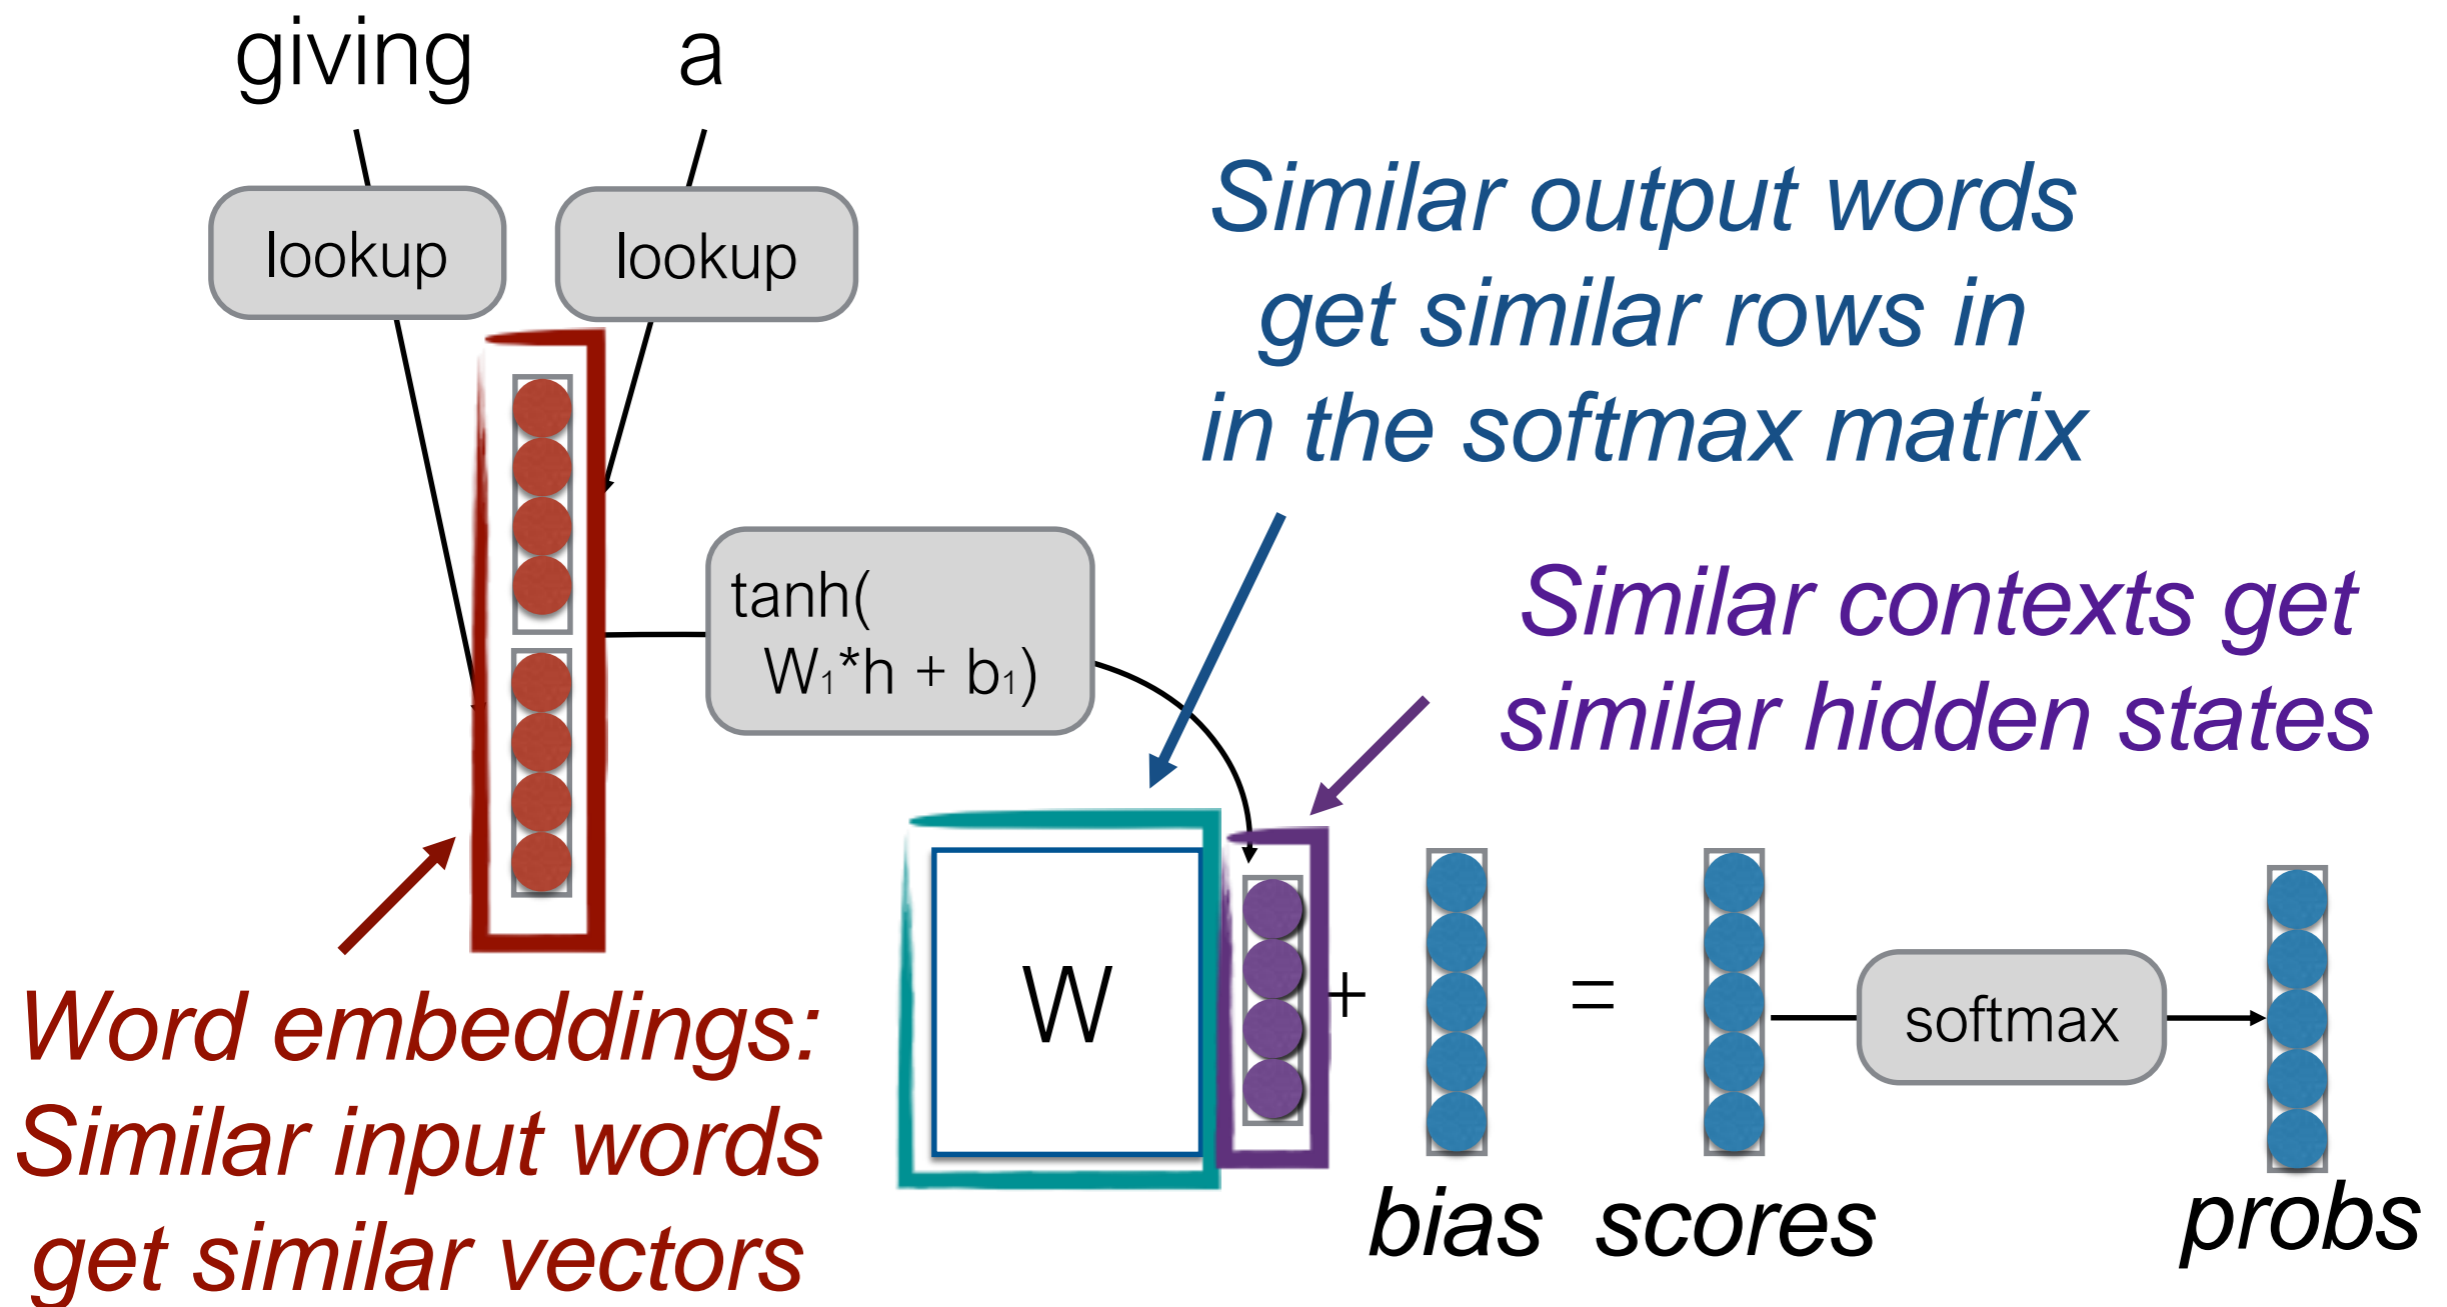 giving a
lookup lookup
Similar output words
get similar rows in
in the softmax matrix
tanh(
W₁*h + b₁)
Similar contexts get
similar hidden states
W + = softmax
Word embeddings:
Similar input words
get similar vectors
bias scores probs